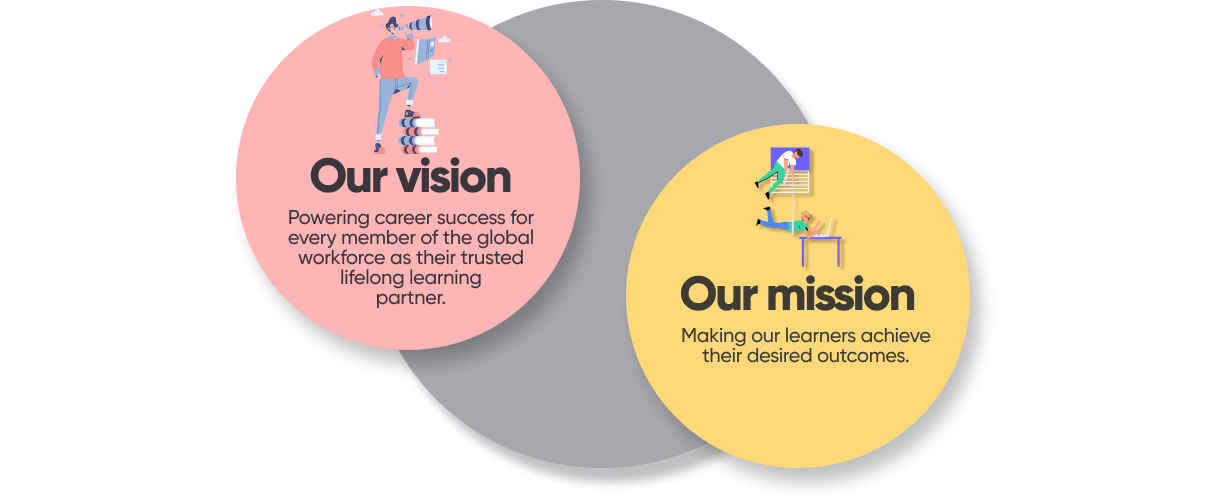 Our vision
Powering career success for
every member of the global
workforce as their trusted
lifelong learning
partner.
Our mission
Making our learners achieve
their desired outcomes.